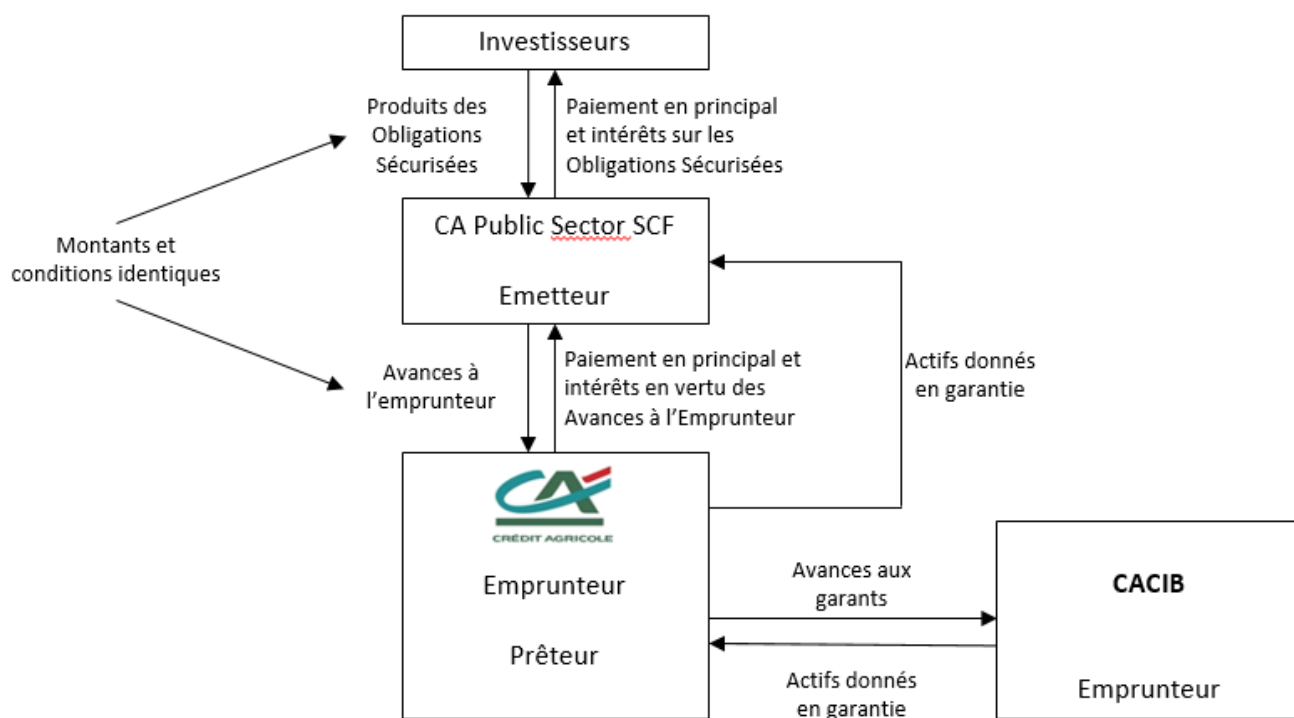 Investisseurs
Produits des
Obligations
Sécurisées
Paiement en principal
et intérêts sur les
Obligations Sécurisées
CA Public Sector SCF
Emetteur
Montants et
conditions identiques
Avances à
l’emprunteur
Paiement en principal et
intérêts en vertu des
Avances à l’Emprunteur
Actifs donnés
en garantie
CA
CRÉDIT AGRICOLE
Emprunteur
Prêteur
Avances aux
garants
Actifs donnés
en garantie
CACIB
Emprunteur